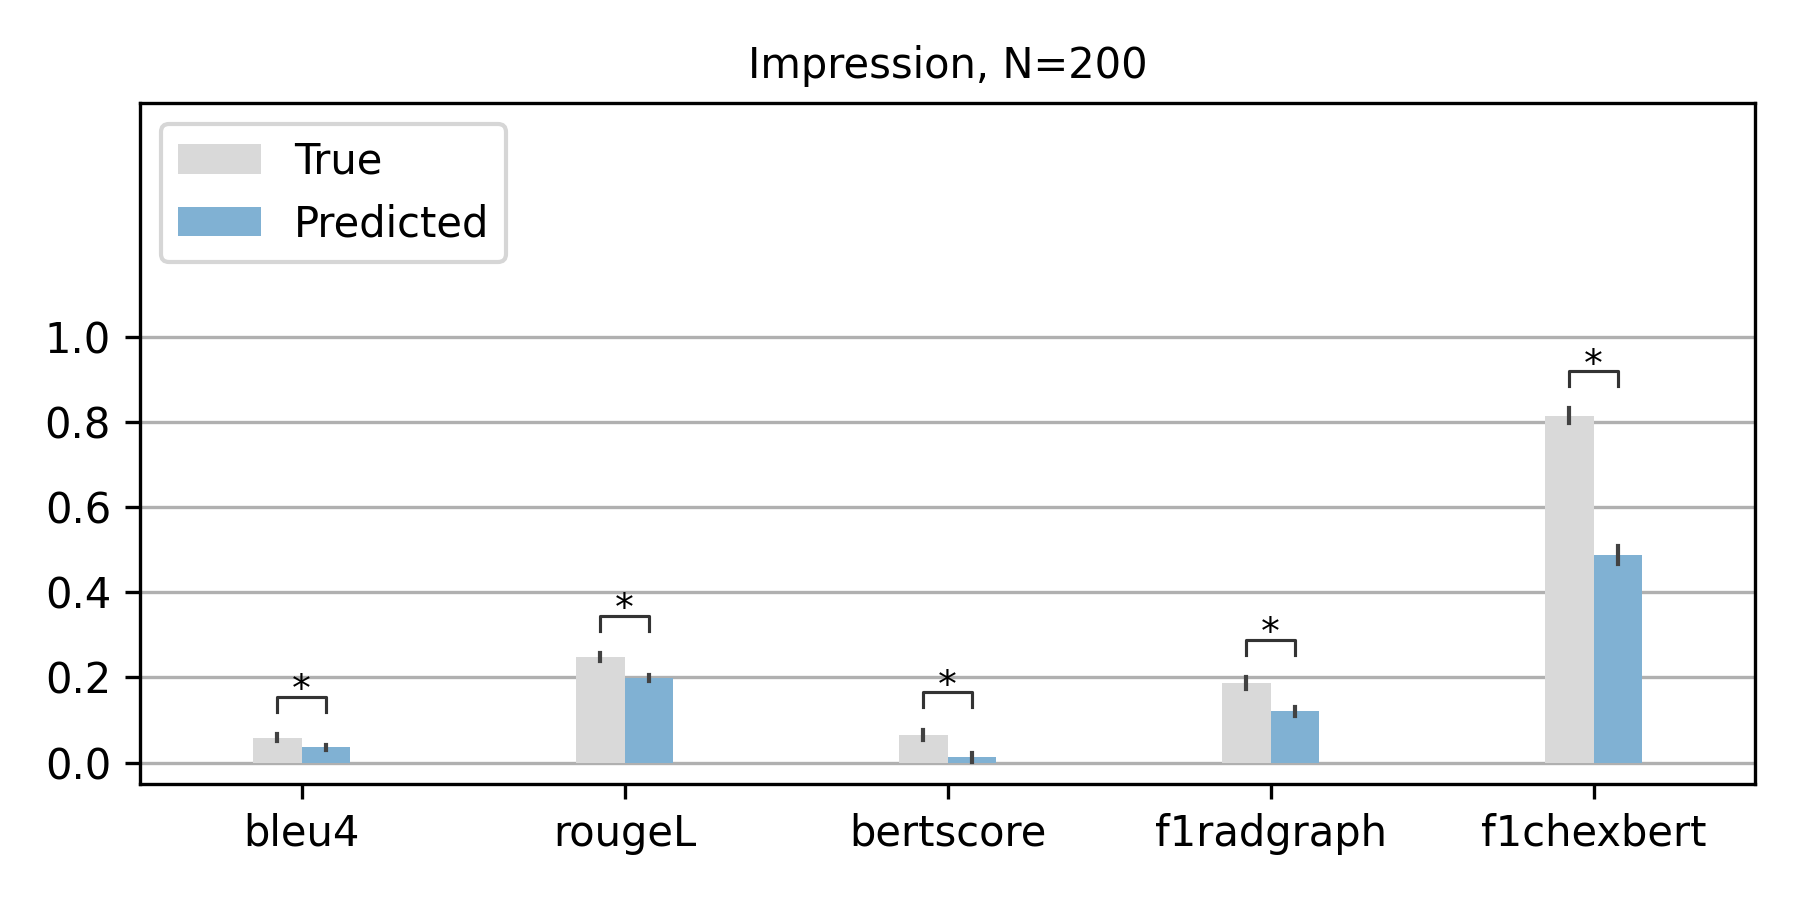 Impression, N=200
True
Predicted
1.0
0.8
0.6
0.4
0.2
0.0
*
*
*
*
*
bleu4 rougeL bertscore f1radgraph f1chexbert